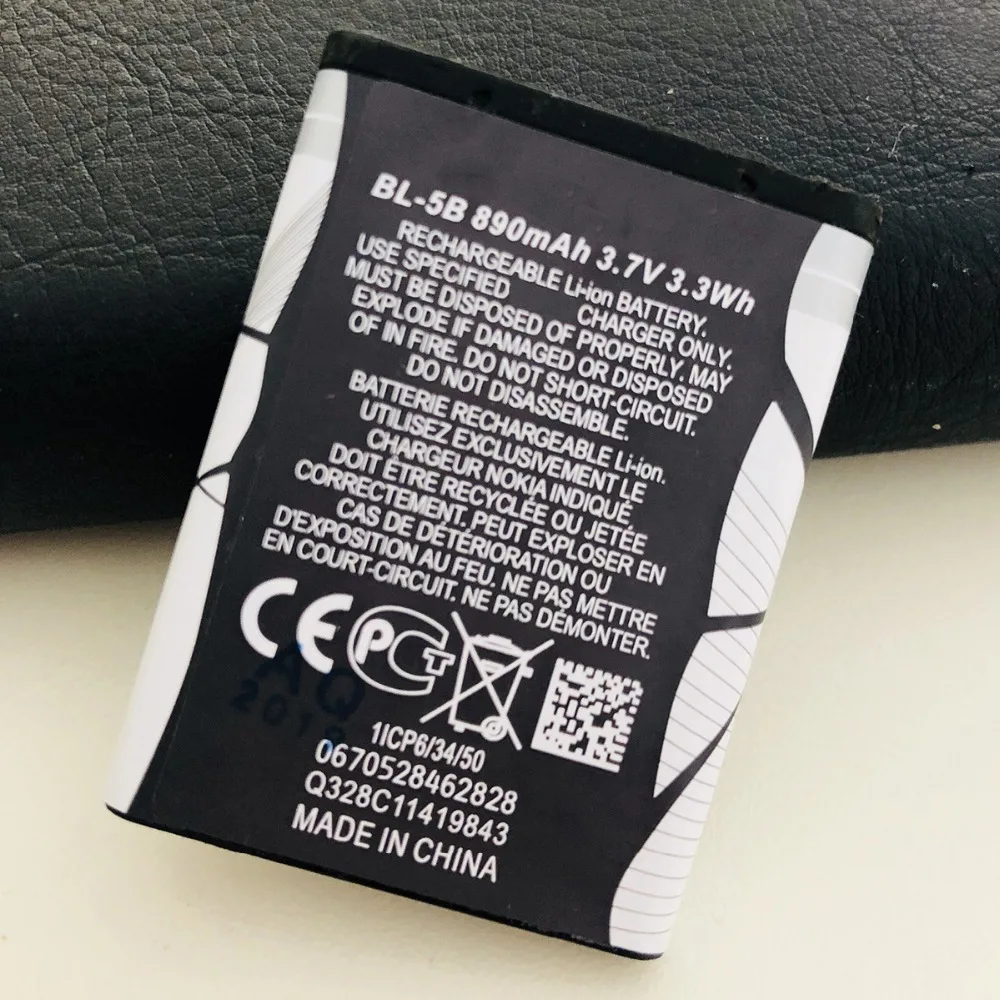 BL-5B 890mAh 3.7V 3.3Wh
RECHARGEABLE Li-ion BATTERY.
USE SPECIFIED CHARGER ONLY.
MUST BE DISPOSED OF PROPERLY. MAY
EXPLODE IF DAMAGED OR DISPOSED
OF IN FIRE. DO NOT SHORT-CIRCUIT.
DO NOT DISASSEMBLE.
BATTERIE RECHARGEABLE Li-ion.
UTILISEZ EXCLUSIVEMENT LE
CHARGEUR NOKIA INDIQUÉ
DOIT ÊTRE RECYCLÉE OU JETÉE
CORRECTEMENT. PEUT EXPLOSER EN
CAS DE DÉTÉRIORATION OU
D'EXPOSITION AU FEU. NE PAS METTRE
EN COURT-CIRCUIT. NE PAS DÉMONTER.
CE PCT
AQ
1ICP6/34/50
0670528462828
Q328C11419843
MADE IN CHINA